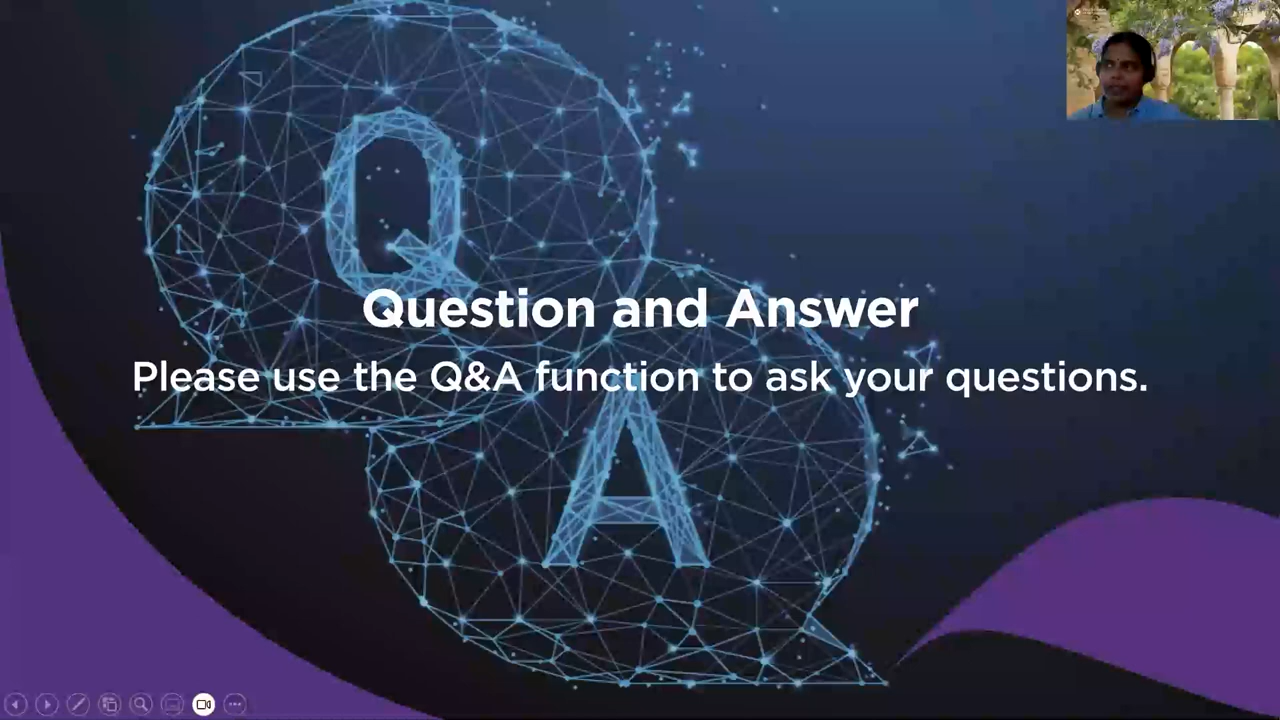 Q
Question and Answer
Please use the Q&A function to ask your questions.
A